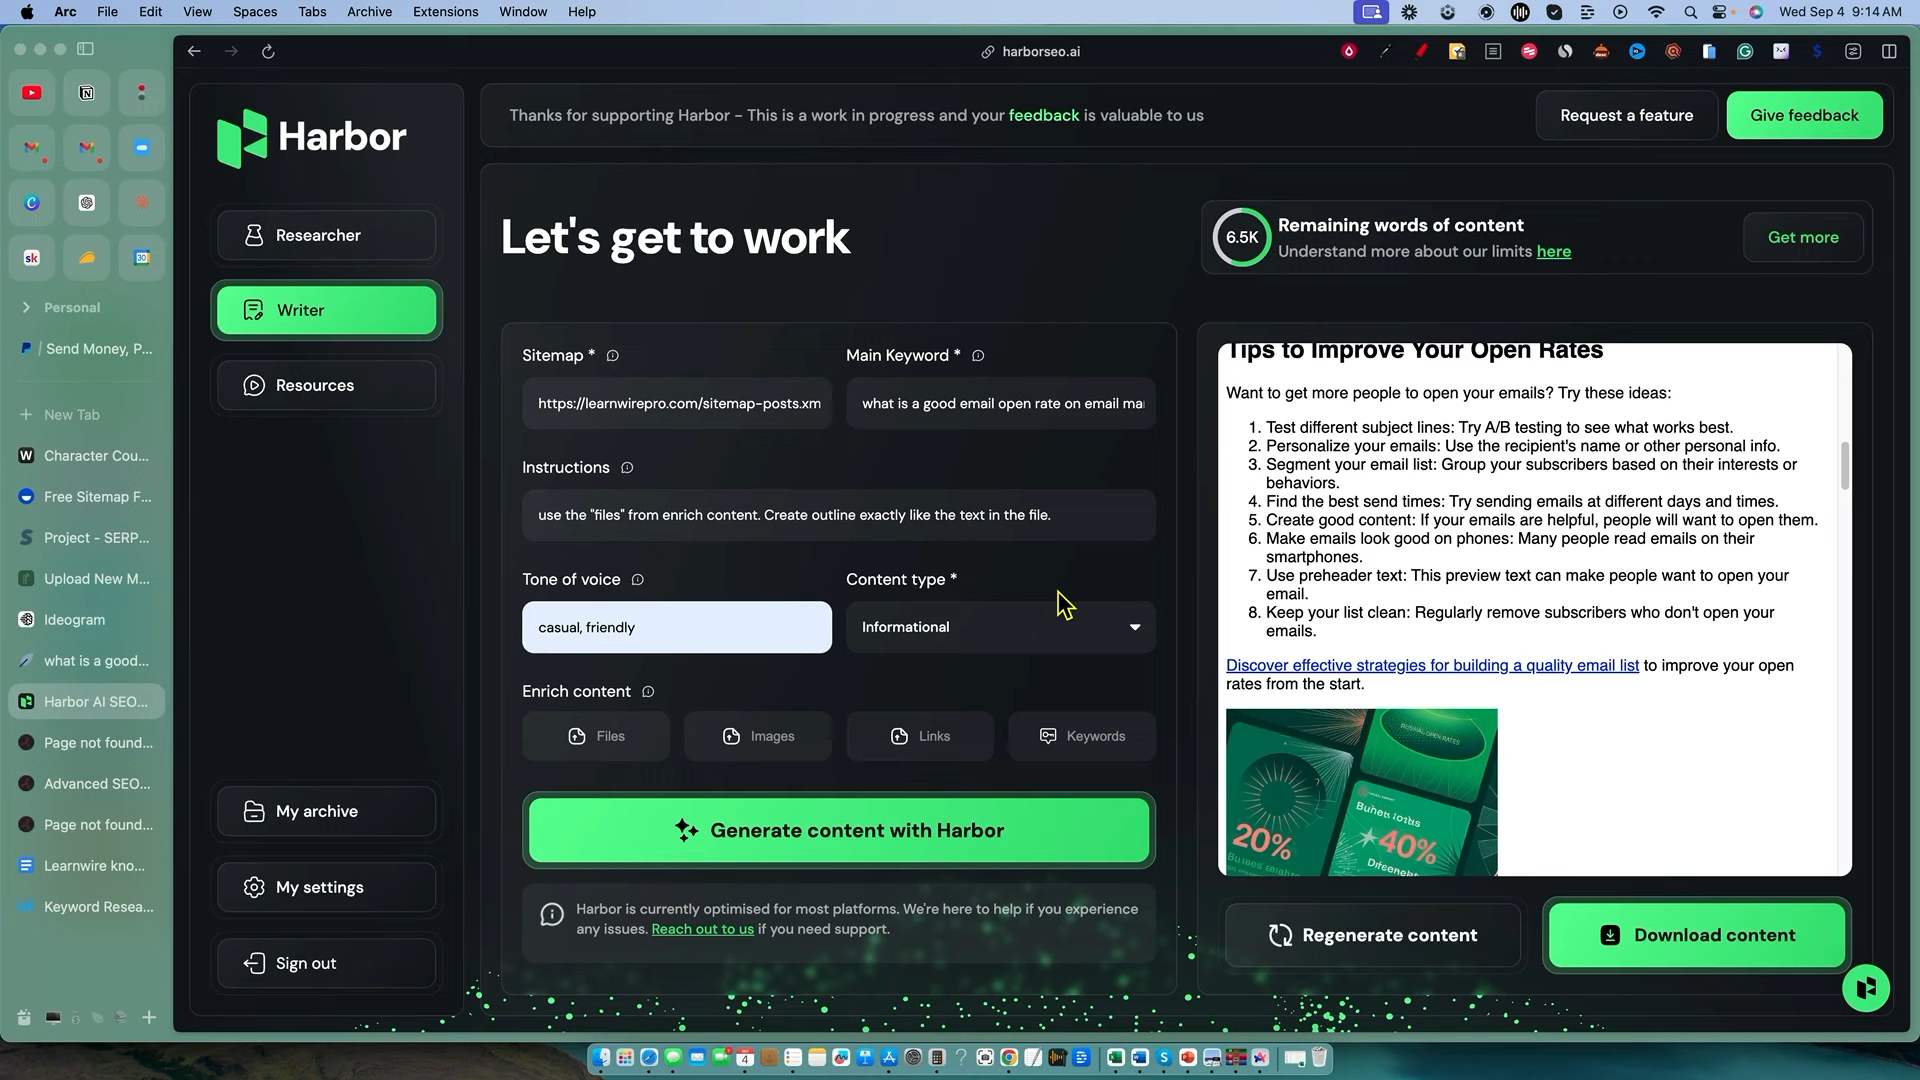 Arc File Edit View Spaces Tabs Archive Extensions Window Help
Wed Sep 4 9:14 AM
harborseo.ai
Personal
/ Send Money, P...
New Tab
Character Cou...
Free Sitemap F...
Project - SERP...
Upload New M...
Ideogram
what is a good...
Harbor AI SEO...
Page not found...
Advanced SEO...
Page not found...
Learnwire kno...
Keyword Resea...
Harbor
Researcher
Writer
Resources
My archive
My settings
Sign out
Thanks for supporting Harbor - This is a work in progress and your feedback is valuable to us
Request a feature
Give feedback
Let's get to work
6.5K
Remaining words of content
Understand more about our limits here
Get more
Sitemap *
Main Keyword *
https://learnwirepro.com/sitemap-posts.xm
what is a good email open rate on email mai
Instructions
use the "files" from enrich content. Create outline exactly like the text in the file.
Tone of voice
Content type *
casual, friendly
Informational
Enrich content
Files
Images
Links
Keywords
Generate content with Harbor
Harbor is currently optimised for most platforms. We're here to help if you experience
any issues. Reach out to us if you need support.
Tips to Improve Your Open Rates
Want to get more people to open your emails? Try these ideas:
1. Test different subject lines: Try A/B testing to see what works best.
2. Personalize your emails: Use the recipient's name or other personal info.
3. Segment your email list: Group your subscribers based on their interests or
behaviors.
4. Find the best send times: Try sending emails at different days and times.
5. Create good content: If your emails are helpful, people will want to open them.
6. Make emails look good on phones: Many people read emails on their
smartphones.
7. Use preheader text: This preview text can make people want to open your
email.
8. Keep your list clean: Regularly remove subscribers who don't open your
emails.
Discover effective strategies for building a quality email list to improve your open
rates from the start.
20%
40%
Regenerate content
Download content